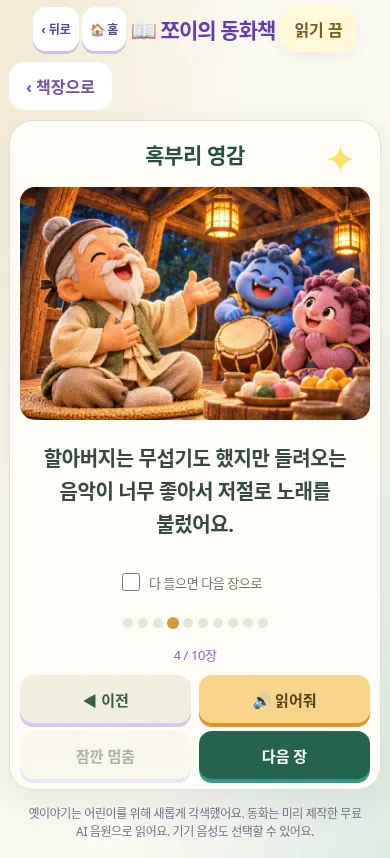 ‹ 뒤로 🏠 홈 📖 쪼이의 동화책 읽기 끔
‹ 책장으로
혹부리 영감
할아버지는 무섭기도 했지만 들려오는
음악이 너무 좋아서 저절로 노래를
불렀어요.
다 들으면 다음 장으로
4 / 10장
◀ 이전 🔊 읽어줘
잠깐 멈춤 다음 장
옛이야기는 어린이를 위해 새롭게 각색했어요. 동화는 미리 제작한 무료
AI 음원으로 읽어요. 기기 음성도 선택할 수 있어요.